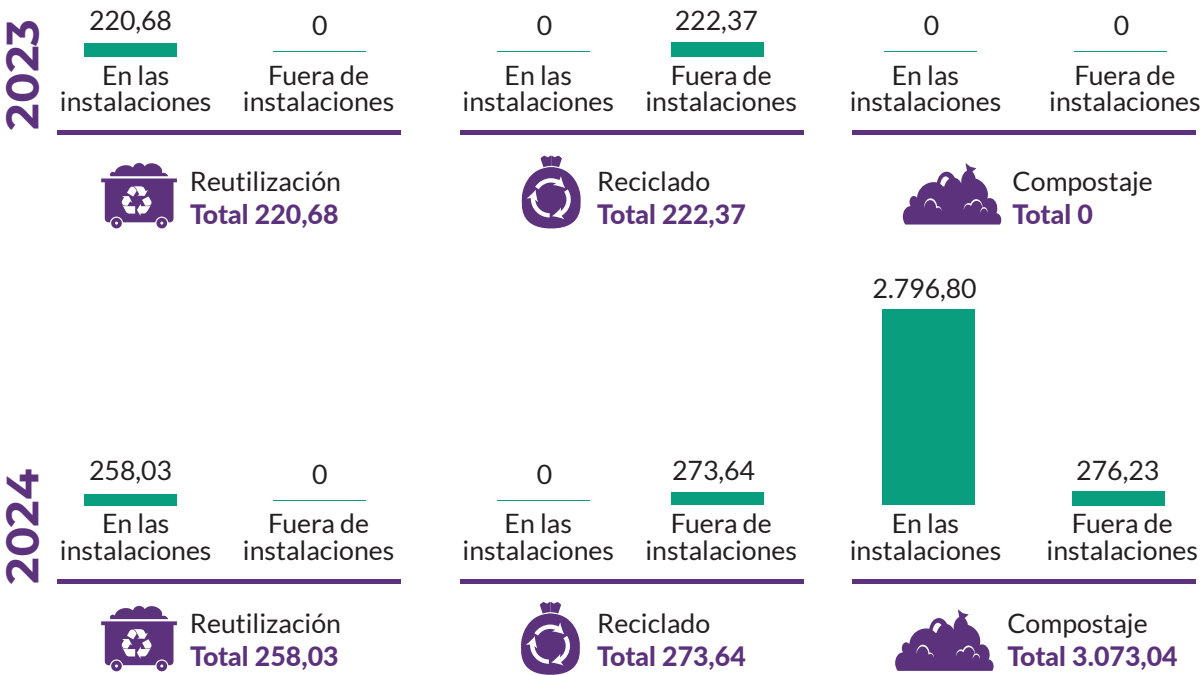 2023
220,68
En las
instalaciones
0
Fuera de
instalaciones
Reutilización
Total 220,68
0
En las
instalaciones
222,37
Fuera de
instalaciones
Reciclado
Total 222,37
0
En las
instalaciones
0
Fuera de
instalaciones
Compostaje
Total 0
2024
258,03
En las
instalaciones
0
Fuera de
instalaciones
Reutilización
Total 258,03
0
En las
instalaciones
273,64
Fuera de
instalaciones
Reciclado
Total 273,64
2.796,80
En las
instalaciones
276,23
Fuera de
instalaciones
Compostaje
Total 3.073,04